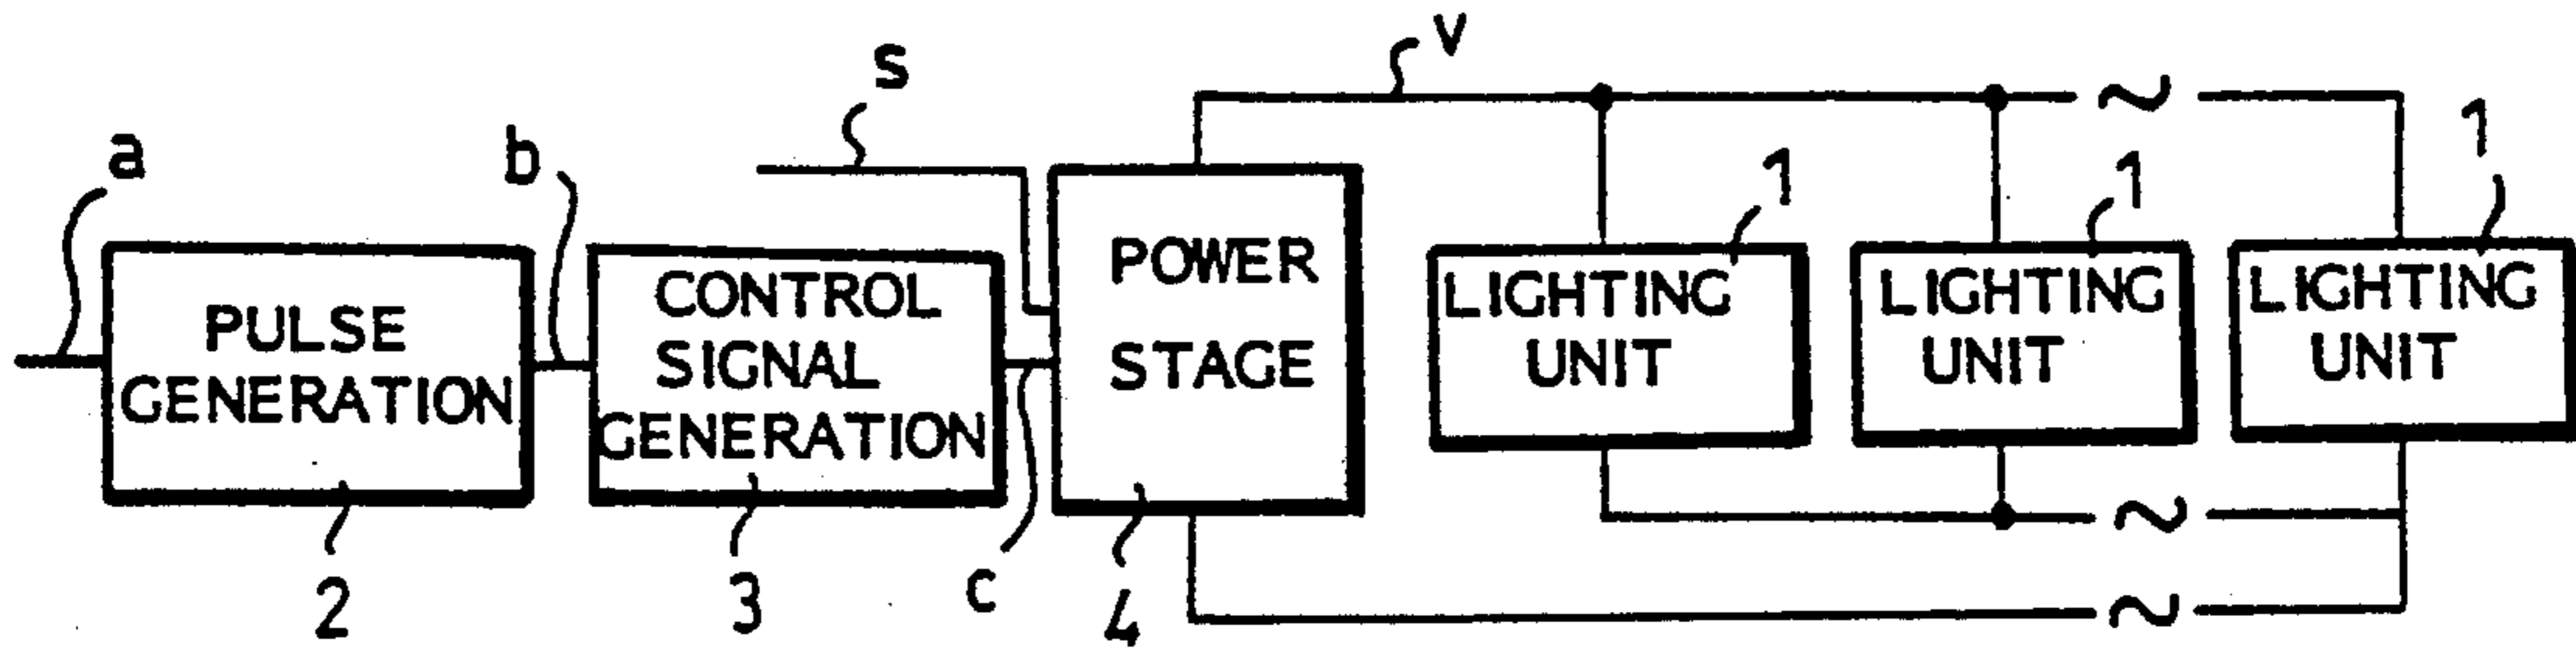 a
b
s
v
PULSE
GENERATION
2
CONTROL
SIGNAL
GENERATION
3
c
POWER
STAGE
4
1
LIGHTING
UNIT
1
LIGHTING
UNIT
1
LIGHTING
UNIT